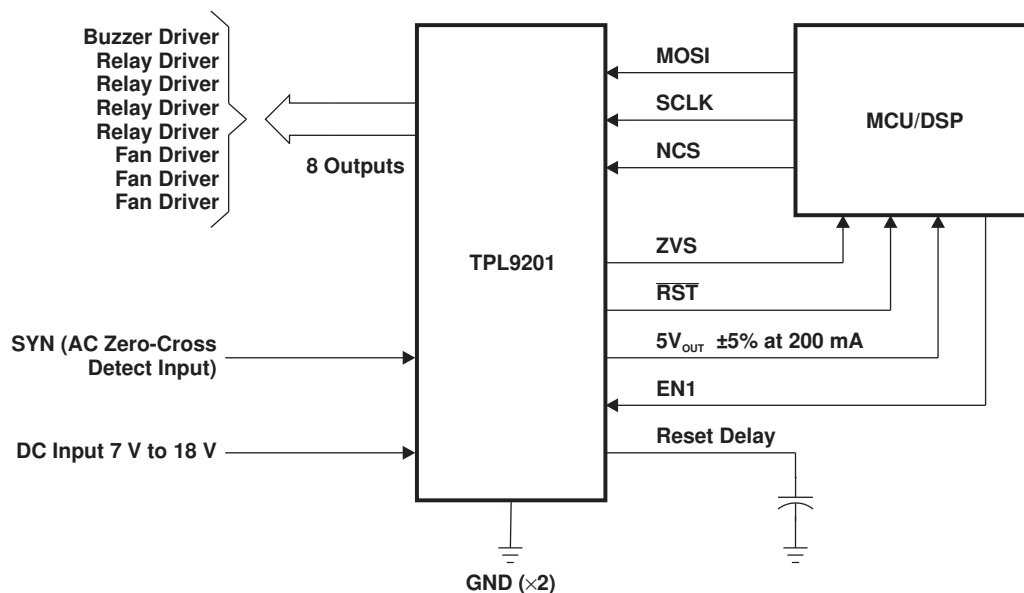 Buzzer Driver
Relay Driver
Relay Driver
Relay Driver
Relay Driver
Fan Driver
Fan Driver
Fan Driver
8 Outputs
SYN (AC Zero-Cross
Detect Input)
DC Input 7 V to 18 V
TPL9201
GND (×2)
MOSI
SCLK
NCS
MCU/DSP
ZVS
RST
5VOUT ±5% at 200 mA
EN1
Reset Delay